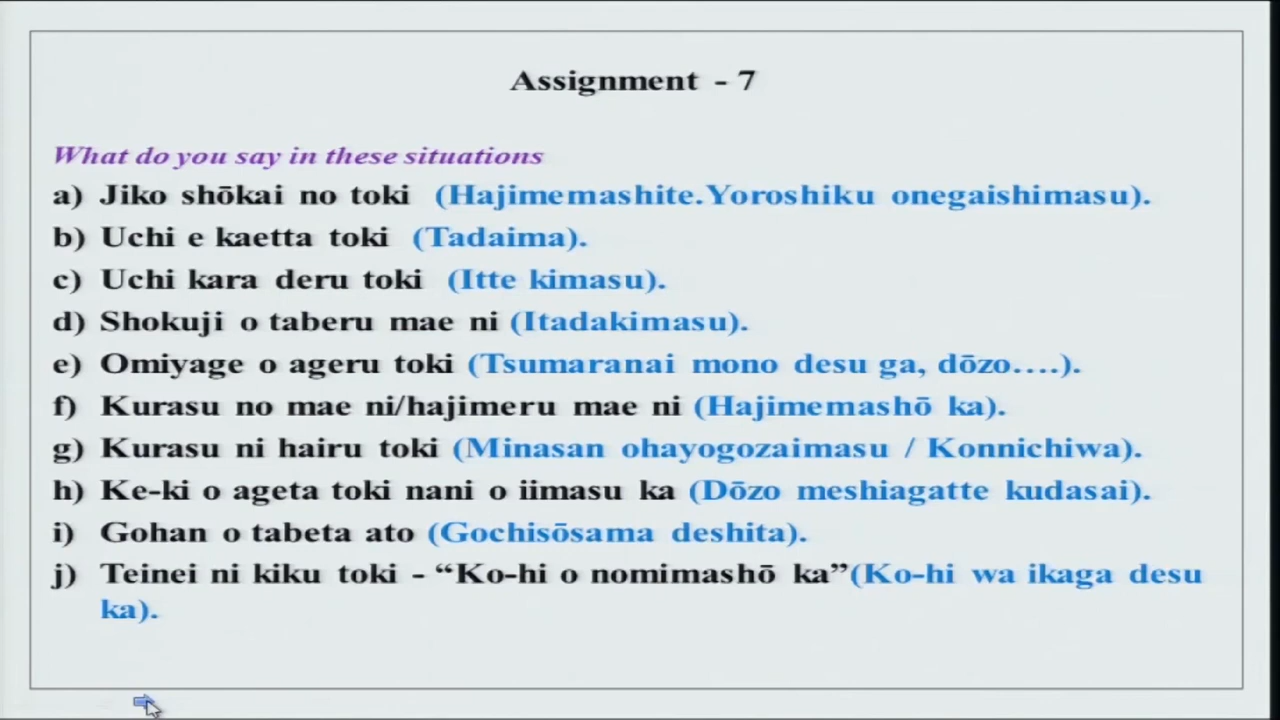 Assignment - 7
What do you say in these situations
a) Jiko shōkai no toki (Hajimemashite.Yoroshiku onegaishimasu).
b) Uchi e kaetta toki (Tadaima).
c) Uchi kara deru toki (Itte kimasu).
d) Shokuji o taberu mae ni (Itadakimasu).
e) Omiyage o ageru toki (Tsumaranai mono desu ga, dōzo….).
f) Kurasu no mae ni/hajimeru mae ni (Hajimemashō ka).
g) Kurasu ni hairu toki (Minasan ohayogozaimasu / Konnichiwa).
h) Ke-ki o ageta toki nani o iimasu ka (Dōzo meshiagatte kudasai).
i) Gohan o tabeta ato (Gochisōsama deshita).
j) Teinei ni kiku toki - “Ko-hi o nomimashō ka”(Ko-hi wa ikaga desu
ka).